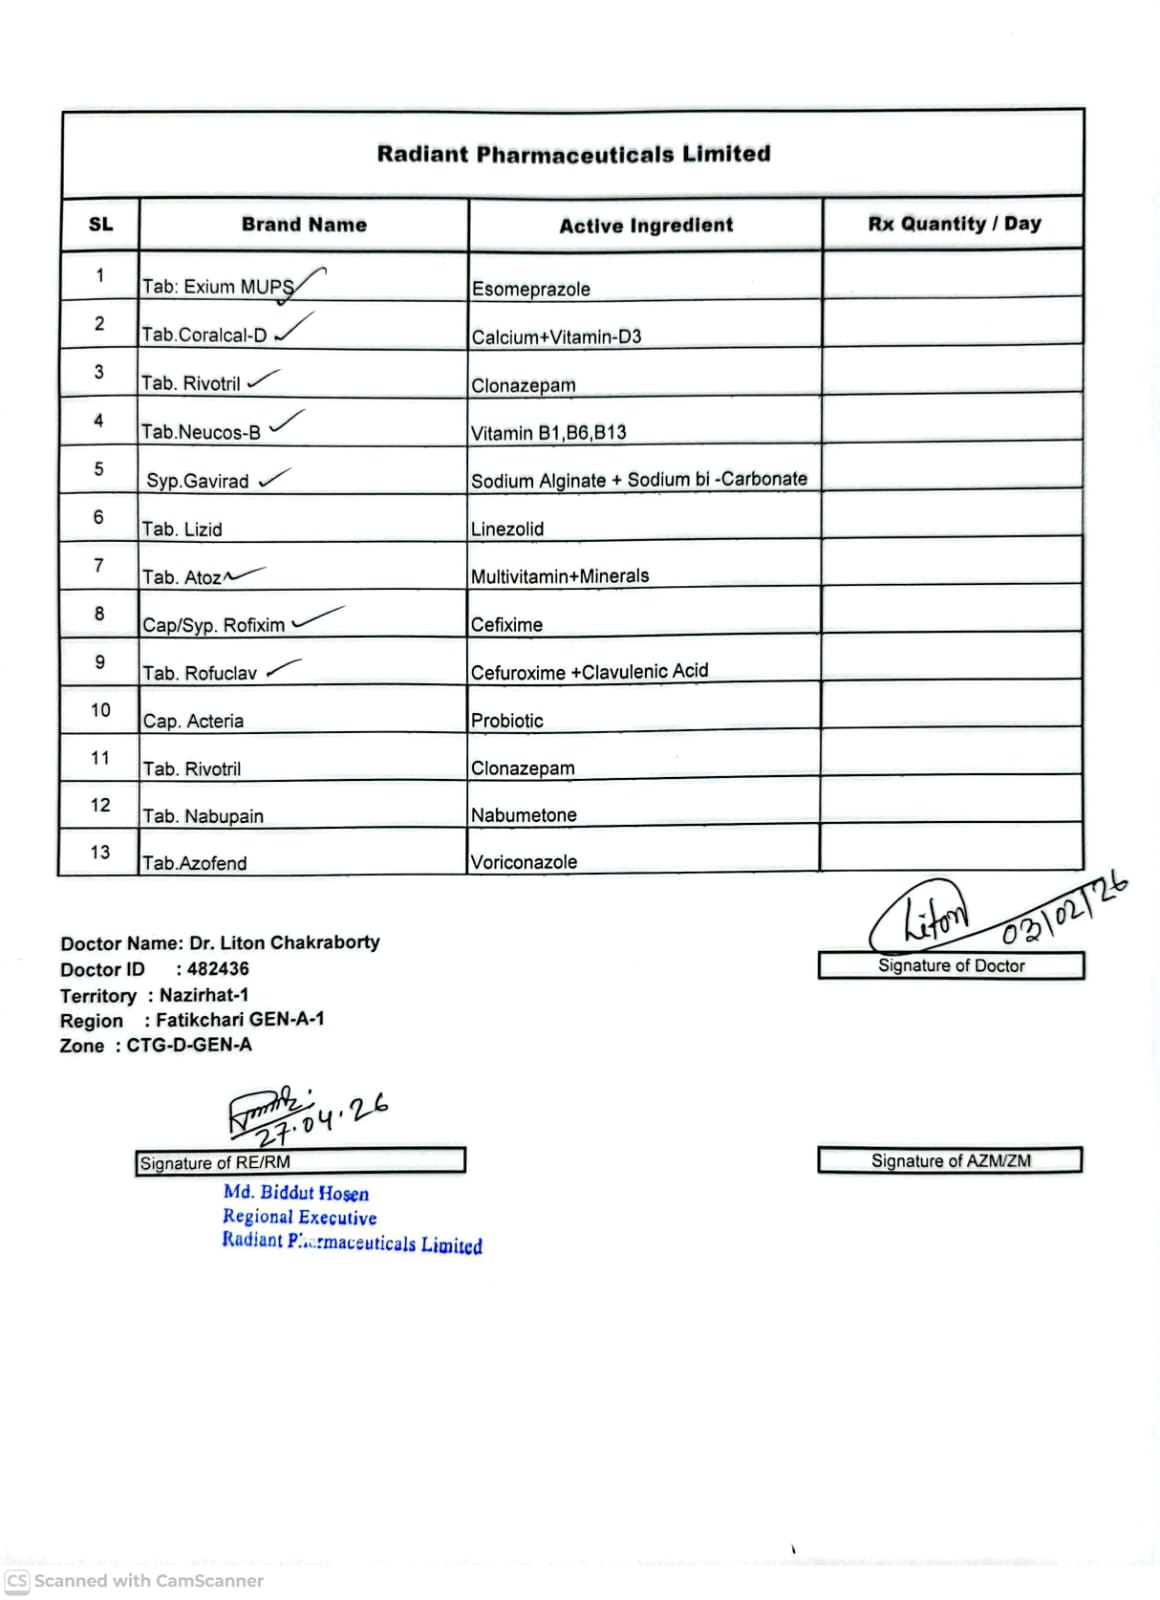 Radiant Pharmaceuticals Limited
SL Brand Name Active Ingredient Rx Quantity / Day
1 Tab: Exium MUPS Esomeprazole
2 Tab.Coralcal-D Calcium+Vitamin-D3
3 Tab. Rivotril Clonazepam
4 Tab.Neucos-B Vitamin B1,B6,B13
5 Syp.Gavirad Sodium Alginate + Sodium bi -Carbonate
6 Tab. Lizid Linezolid
7 Tab. Atoz Multivitamin+Minerals
8 Cap/Syp. Rofixim Cefixime
9 Tab. Rofuclav Cefuroxime +Clavulenic Acid
10 Cap. Acteria Probiotic
11 Tab. Rivotril Clonazepam
12 Tab. Nabupain Nabumetone
13 Tab.Azofend Voriconazole
Liton 03/02/26
Signature of Doctor
Doctor Name: Dr. Liton Chakraborty
Doctor ID : 482436
Territory : Nazirhat-1
Region : Fatikchari GEN-A-1
Zone : CTG-D-GEN-A
27.04.26
Signature of RE/RM Signature of AZM/ZM
Md. Biddut Hosen
Regional Executive
Radiant Pharmaceuticals Limited
CS Scanned with CamScanner